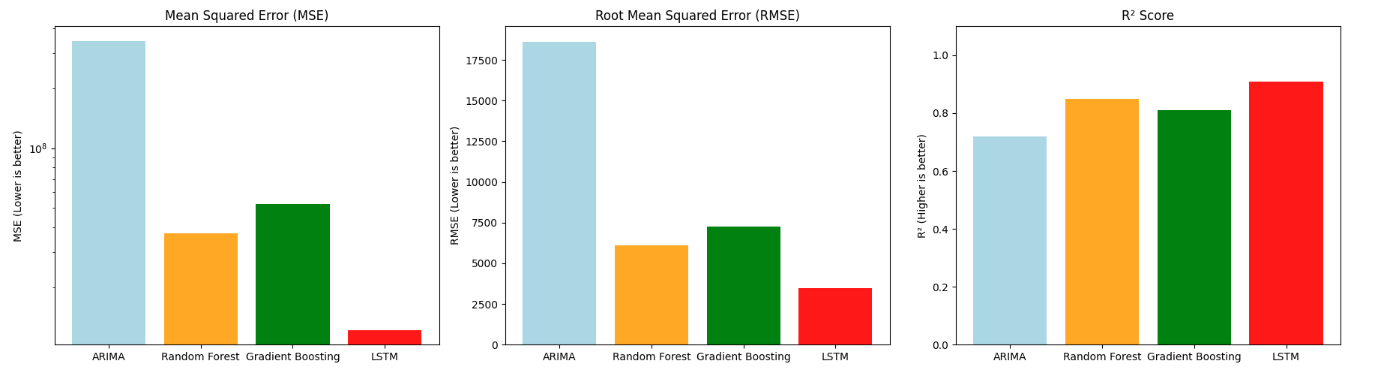 Mean Squared Error (MSE)
MSE (Lower is better)
10⁸
ARIMA
Random Forest
Gradient Boosting
LSTM
Root Mean Squared Error (RMSE)
RMSE (Lower is better)
17500
15000
12500
10000
7500
5000
2500
0
ARIMA
Random Forest
Gradient Boosting
LSTM
R² Score
R² (Higher is better)
1.0
0.8
0.6
0.4
0.2
0.0
ARIMA
Random Forest
Gradient Boosting
LSTM